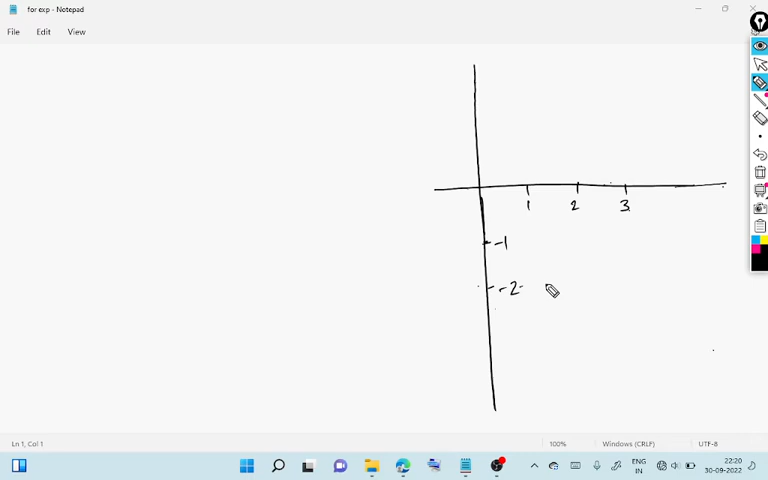 for exp - Notepad
File Edit View
1 2 3
-1
-2
Ln 1, Col 1 100% Windows (CRLF) UTF-8
ENG 22:20
IN 30-09-2022